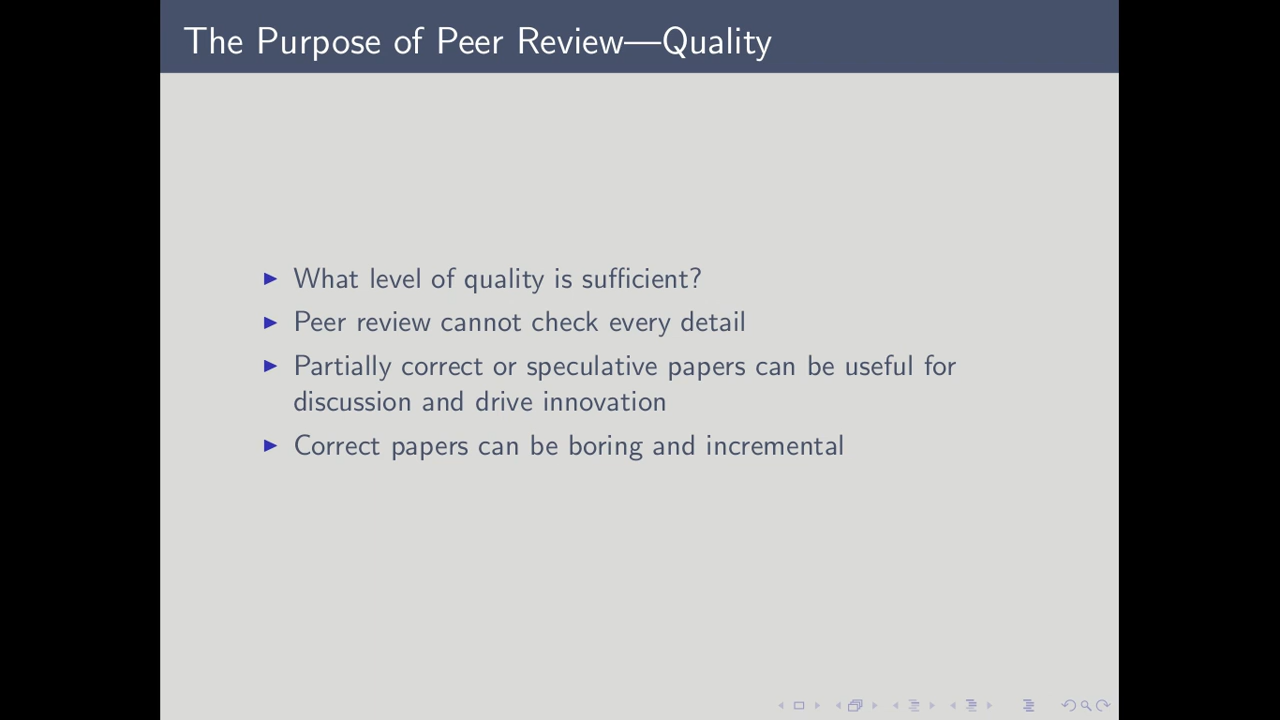 The Purpose of Peer Review—Quality
What level of quality is sufficient?
Peer review cannot check every detail
Partially correct or speculative papers can be useful for
discussion and drive innovation
Correct papers can be boring and incremental